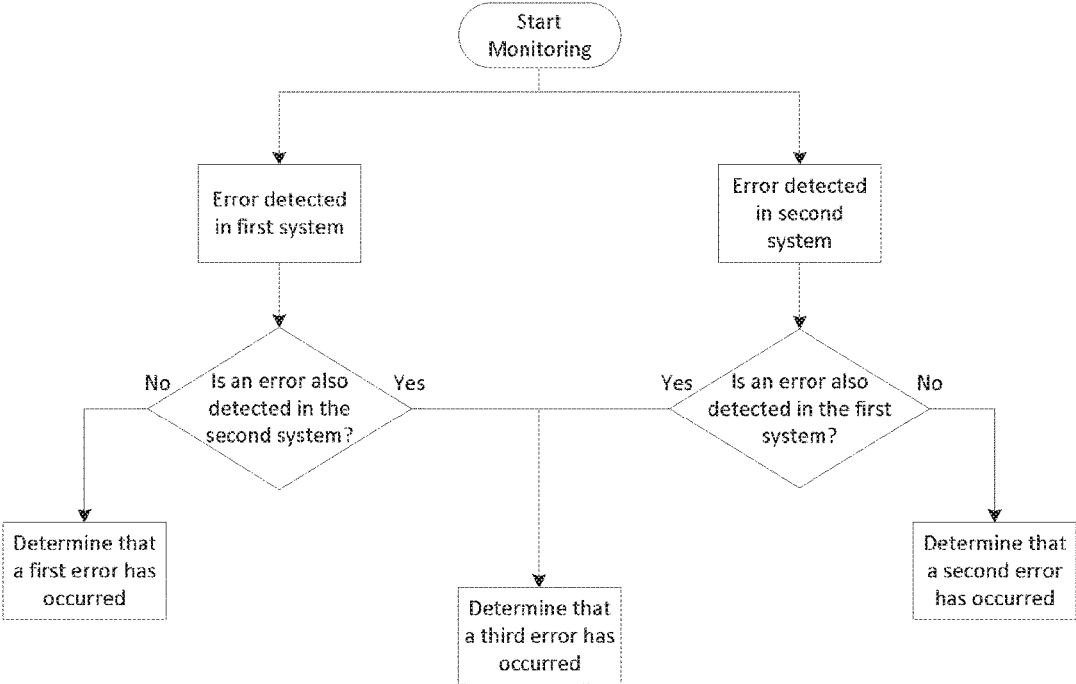 Start
Monitoring
Error detected
in first system
Error detected
in second
system
No
Is an error also
detected in the
second system?
Yes
Yes
Is an error also
detected in the first
system?
No
Determine that
a first error has
occurred
Determine that
a third error has
occurred
Determine that
a second error
has occurred